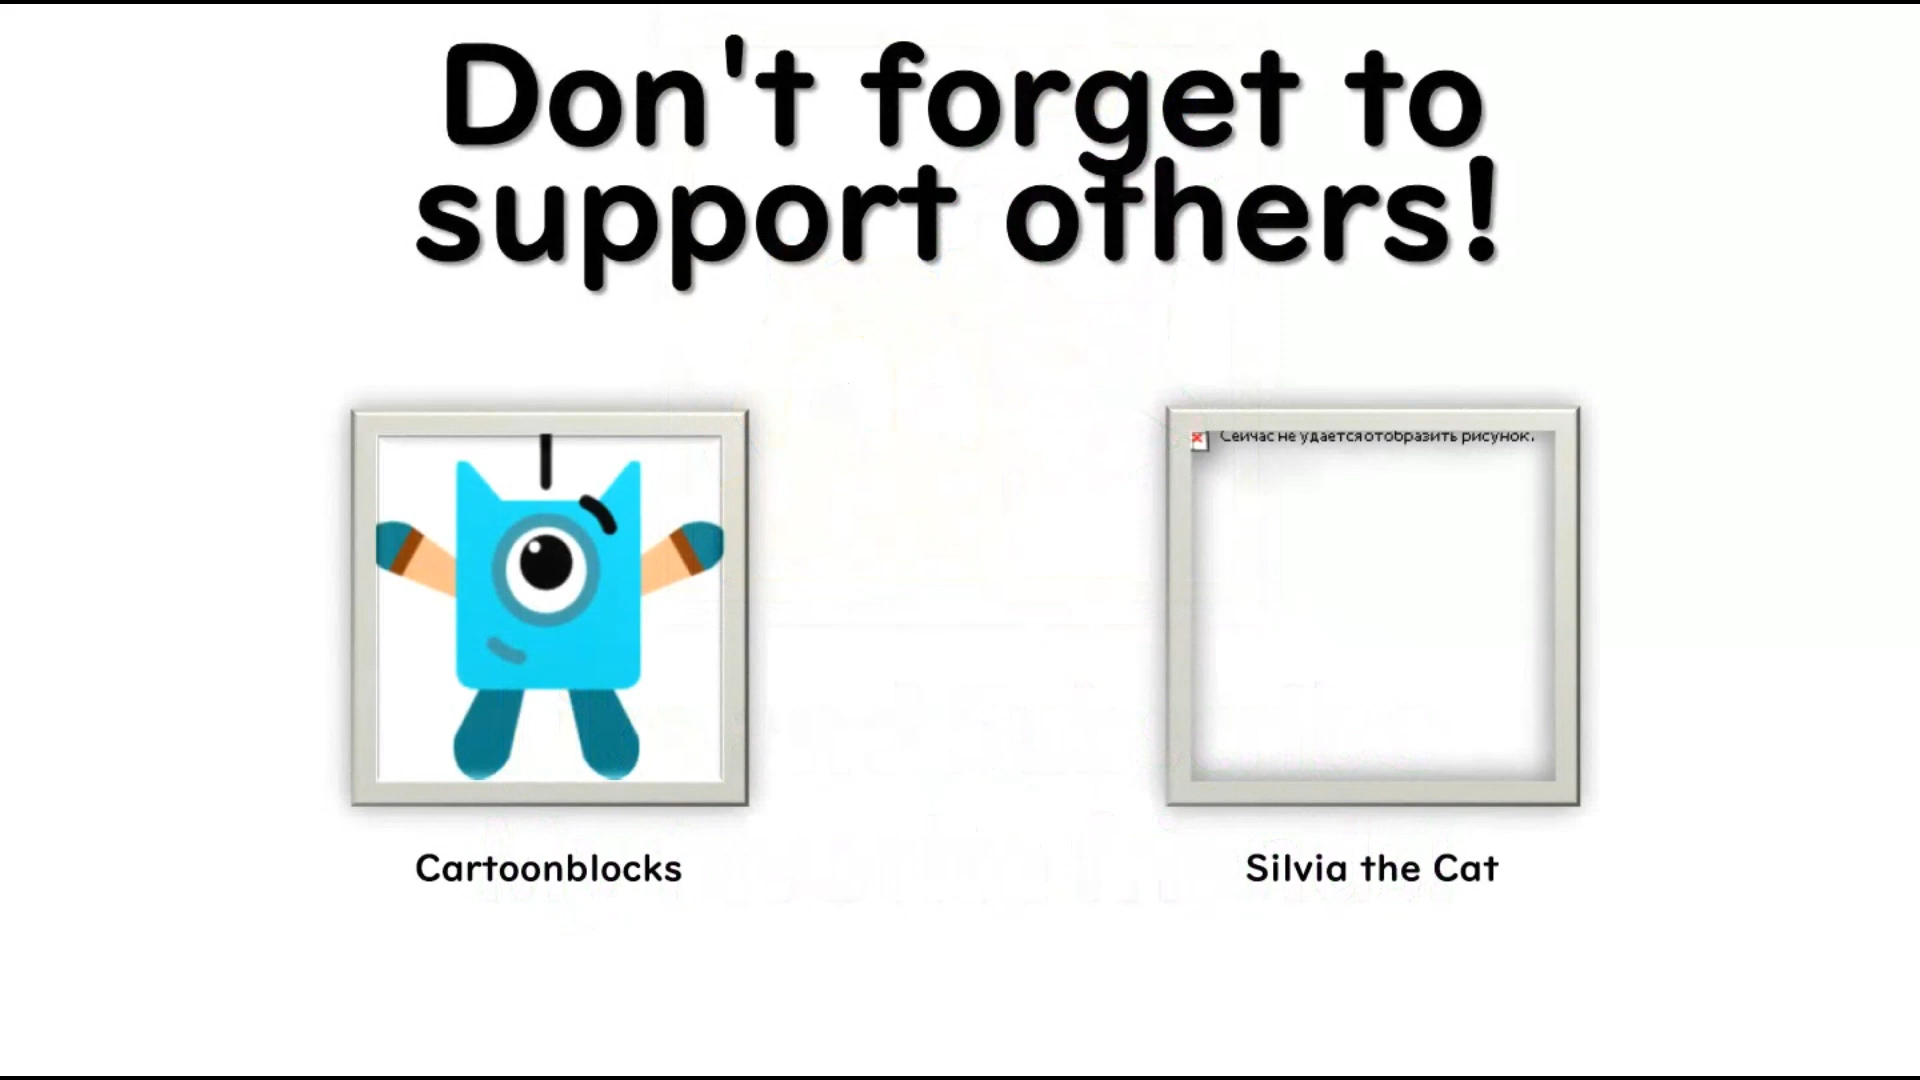 Don't forget to
support others!
Сейчас не удается отобразить рисунок.
Cartoonblocks
Silvia the Cat